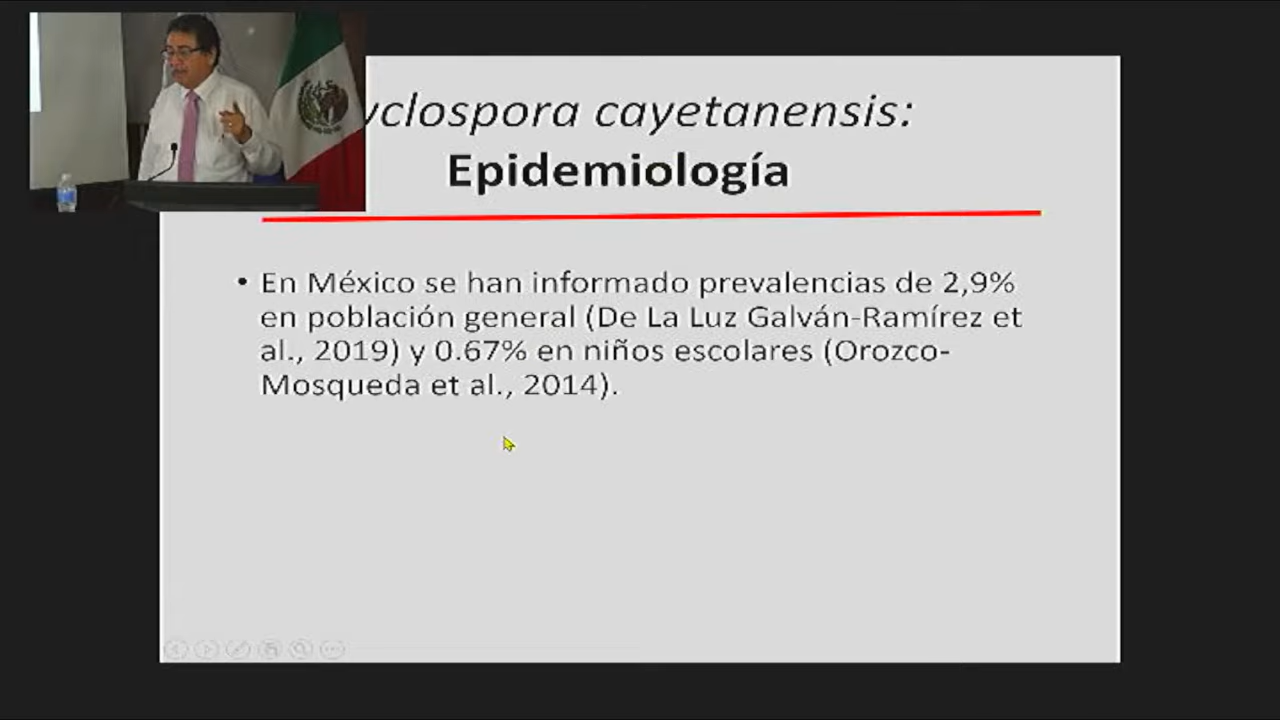 yclospora cayetanensis:
Epidemiología
• En México se han informado prevalencias de 2,9%
en población general (De La Luz Galván-Ramírez et
al., 2019) y 0.67% en niños escolares (Orozco-
Mosqueda et al., 2014).